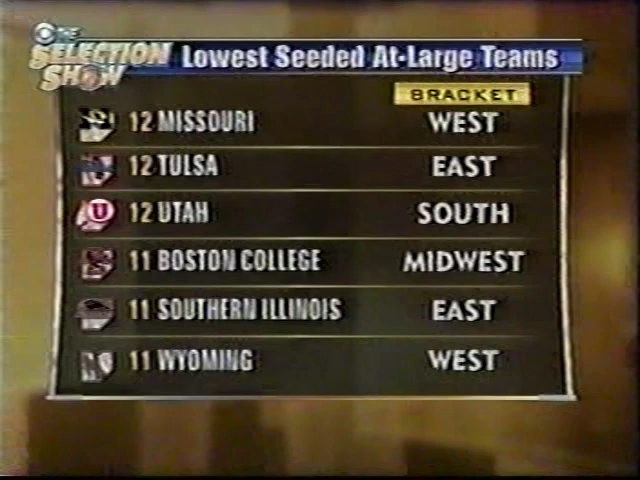 THE
SELECTION
SHOW
Lowest Seeded At-Large Teams
BRACKET
12 MISSOURI WEST
12 TULSA EAST
12 UTAH SOUTH
U
11 BOSTON COLLEGE MIDWEST
11 SOUTHERN ILLINOIS EAST
11 WYOMING WEST